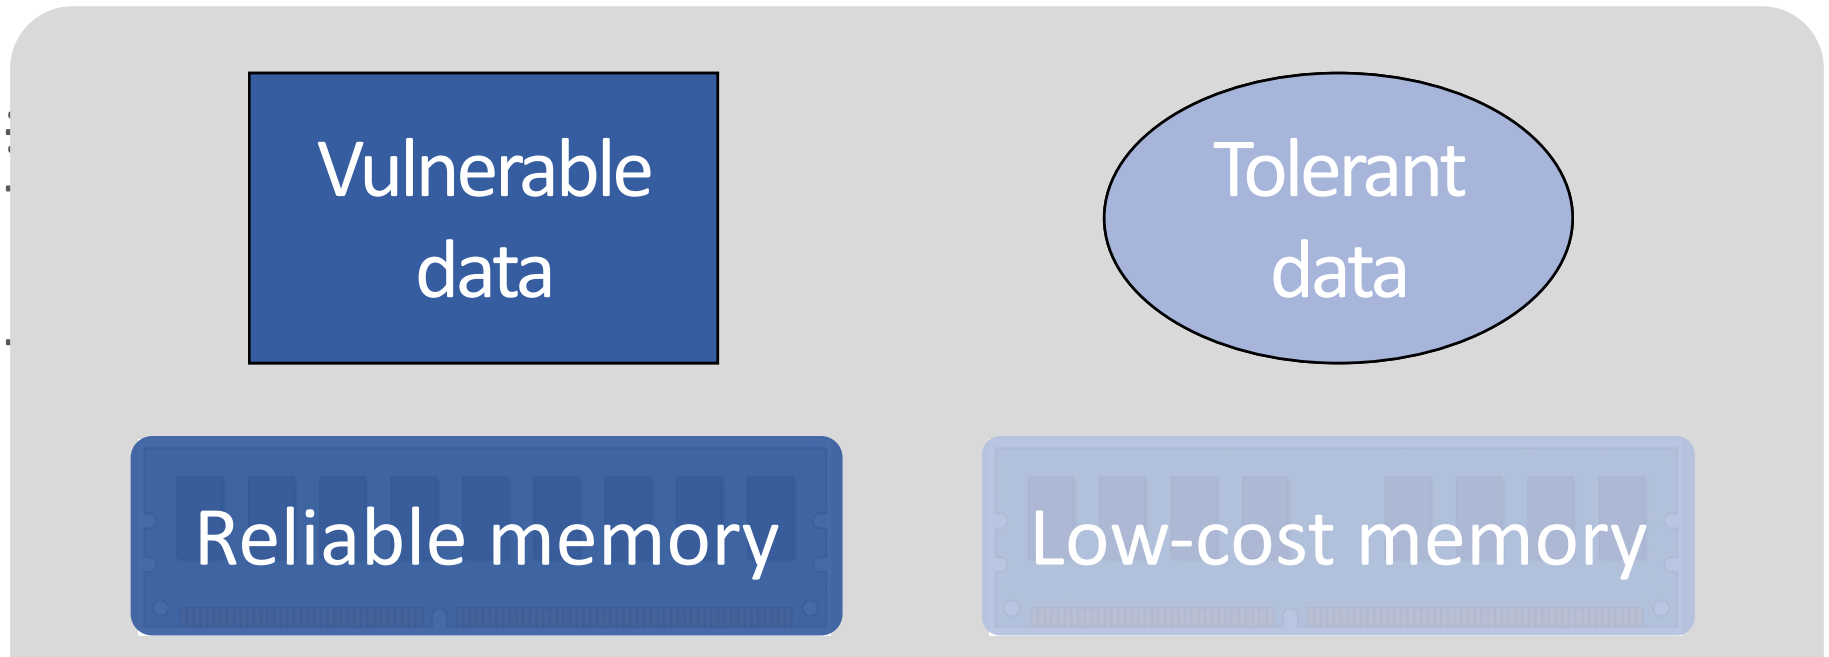 Vulnerable
data
Tolerant
data
Reliable memory
Low-cost memory